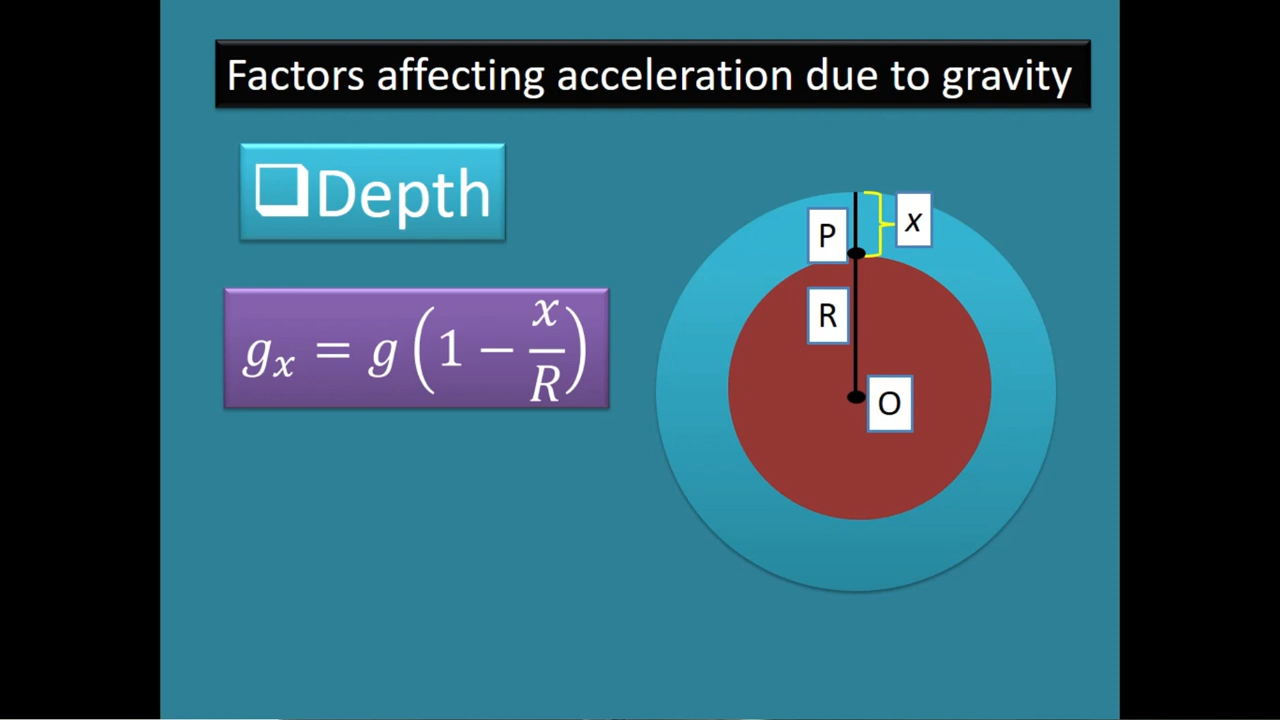 Factors affecting acceleration due to gravity
❑Depth
g_x = g(1 − x/R)
P
x
R
O